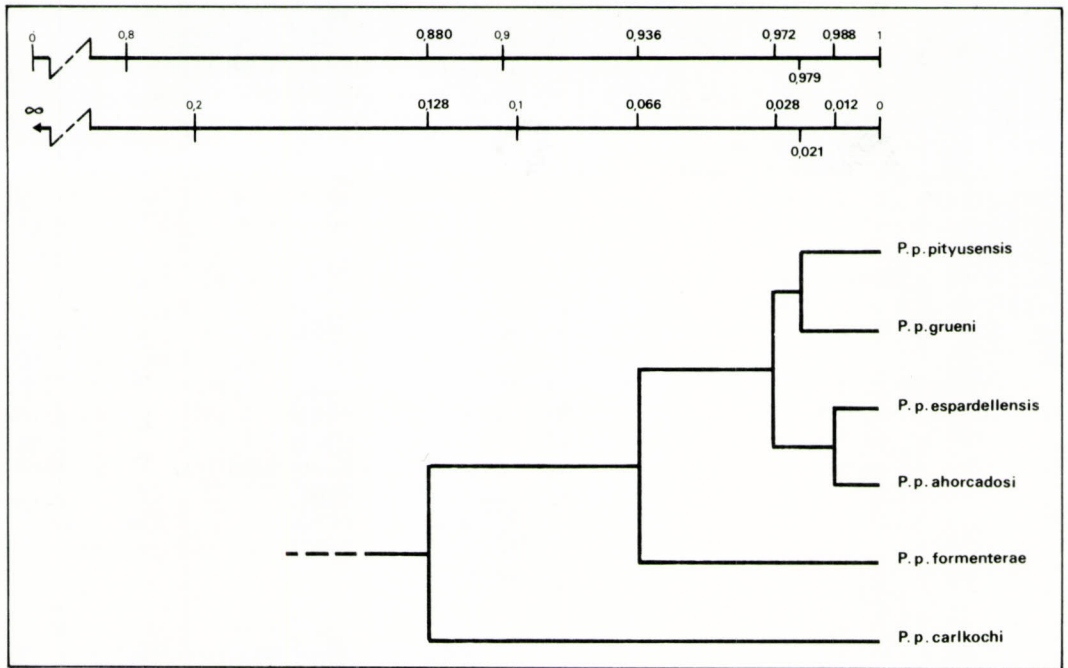 0 0,8 0,880 0,9 0,936 0,972 0,988 1
0,979
∞ 0,2 0,128 0,1 0,066 0,028 0,012 0
0,021
P. p. pityusensis
P. p. grueni
P. p. espardellensis
P. p. ahorcadosi
P. p. formenterae
P. p. carlkochi